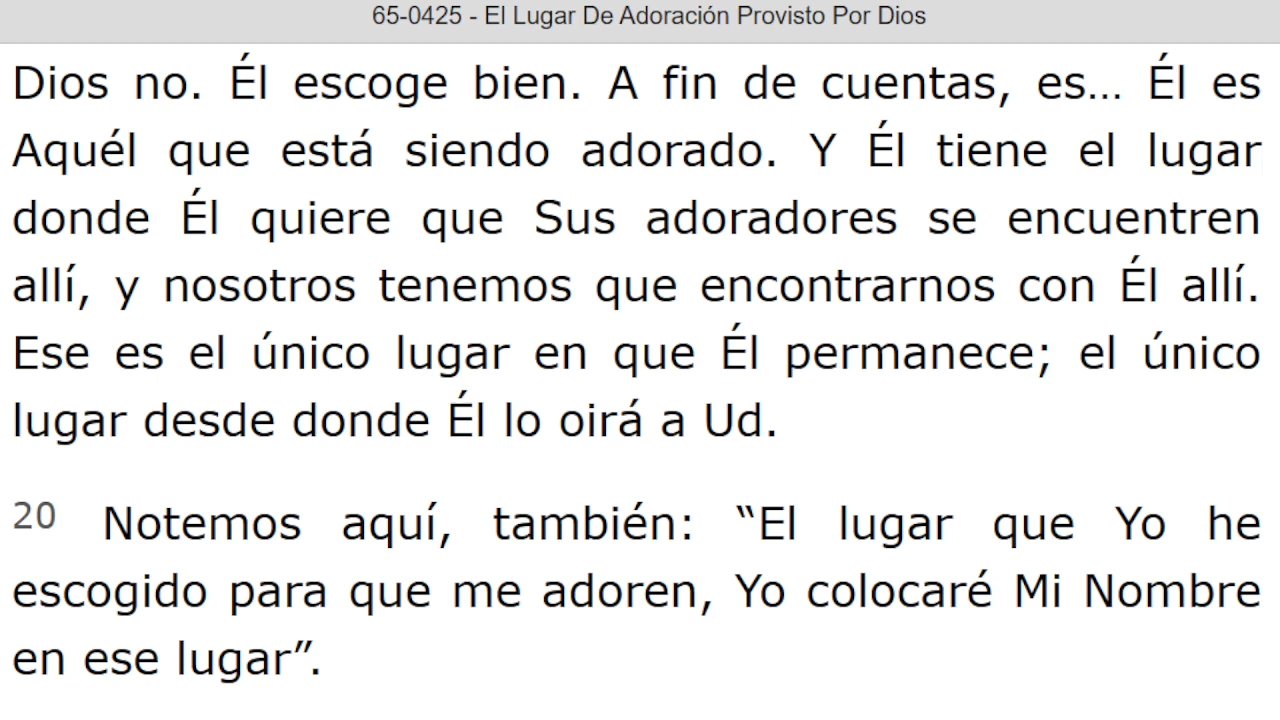 65-0425 - El Lugar De Adoración Provisto Por Dios
Dios no. Él escoge bien. A fin de cuentas, es... Él es
Aquél que está siendo adorado. Y Él tiene el lugar
donde Él quiere que Sus adoradores se encuentren
allí, y nosotros tenemos que encontrarnos con Él allí.
Ese es el único lugar en que Él permanece; el único
lugar desde donde Él lo oirá a Ud.
20 Notemos aquí, también: “El lugar que Yo he
escogido para que me adoren, Yo colocaré Mi Nombre
en ese lugar”.